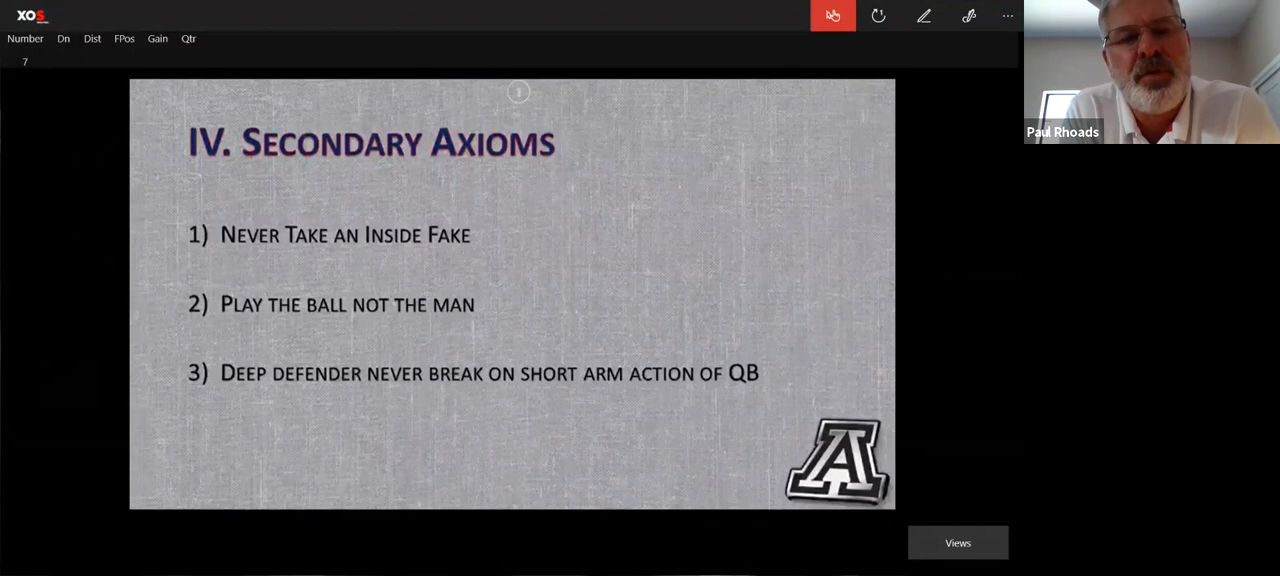 XOS
Number Dn Dist FPos Gain Qtr
7
Paul Rhoads
IV. SECONDARY AXIOMS
1) NEVER TAKE AN INSIDE FAKE
2) PLAY THE BALL NOT THE MAN
3) DEEP DEFENDER NEVER BREAK ON SHORT ARM ACTION OF QB
A
Views